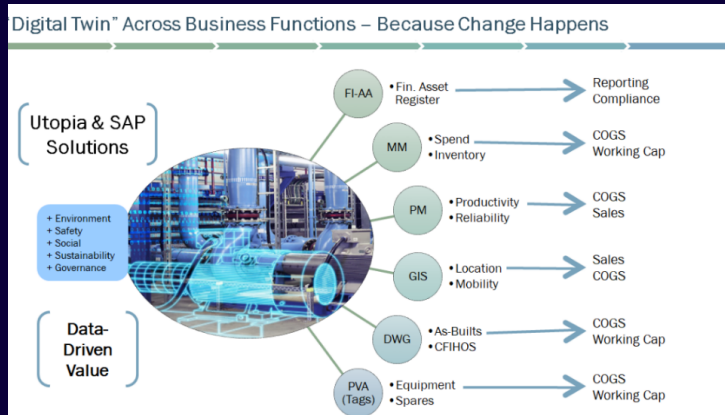 "Digital Twin" Across Business Functions – Because Change Happens
Utopia & SAP
Solutions
+ Environment
+ Safety
+ Social
+ Sustainability
+ Governance
Data-
Driven
Value
FI-AA
• Fin. Asset
Register
Reporting
Compliance
MM
• Spend
• Inventory
COGS
Working Cap
PM
• Productivity
• Reliability
COGS
Sales
GIS
• Location
• Mobility
Sales
COGS
DWG
• As-Builts
• CFIHOS
COGS
Working Cap
PVA
(Tags)
• Equipment
• Spares
COGS
Working Cap